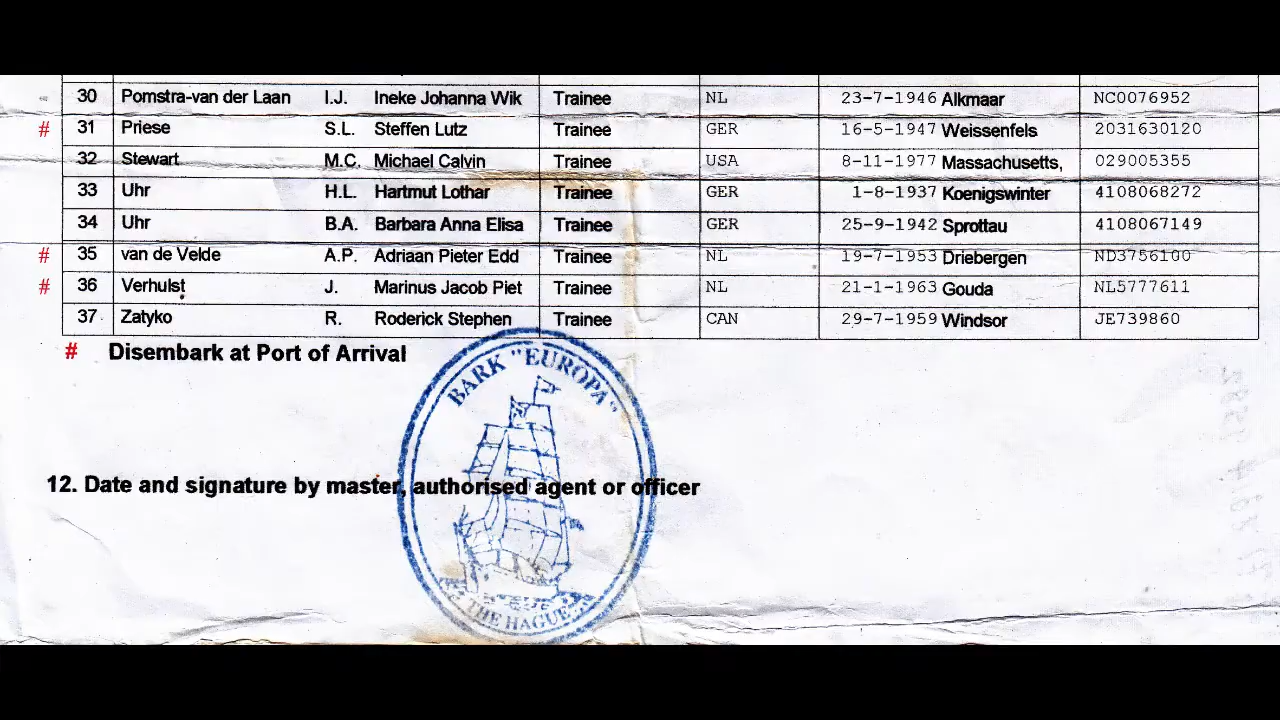 30 Pomstra-van der Laan I.J. Ineke Johanna Wik Trainee NL 23-7-1946 Alkmaar NC0076952
# 31 Priese S.L. Steffen Lutz Trainee GER 16-5-1947 Weissenfels 2031630120
32 Stewart M.C. Michael Calvin Trainee USA 8-11-1977 Massachusetts, 029005355
33 Uhr H.L. Hartmut Lothar Trainee GER 1-8-1937 Koenigswinter 4108068272
34 Uhr B.A. Barbara Anna Elisa Trainee GER 25-9-1942 Sprottau 4108067149
# 35 van de Velde A.P. Adriaan Pieter Edd Trainee NL 19-7-1953 Driebergen ND3756100
# 36 Verhulst J. Marinus Jacob Piet Trainee NL 21-1-1963 Gouda NL5777611
37 Zatyko R. Roderick Stephen Trainee CAN 29-7-1959 Windsor JE739860
# Disembark at Port of Arrival
BARK "EUROPA"
12. Date and signature by master, authorised agent or officer
THE HAGUE